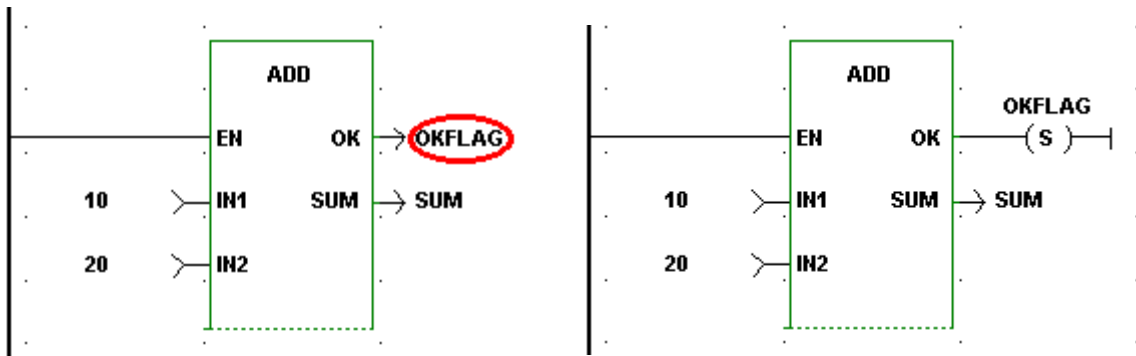 ADD
EN OK OKFLAG
10 IN1 SUM SUM
20 IN2
ADD
OKFLAG
EN OK (S)
10 IN1 SUM SUM
20 IN2